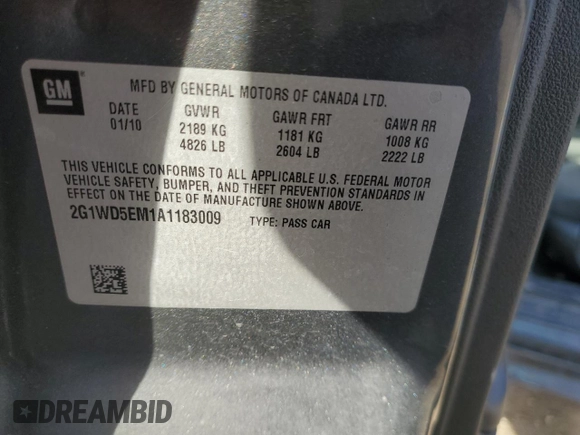 GM
MFD BY GENERAL MOTORS OF CANADA LTD.
DATE GVWR GAWR FRT GAWR RR
01/10 2189 KG 1181 KG 1008 KG
4826 LB 2604 LB 2222 LB
THIS VEHICLE CONFORMS TO ALL APPLICABLE U.S. FEDERAL MOTOR
VEHICLE SAFETY, BUMPER, AND THEFT PREVENTION STANDARDS IN
EFFECT ON THE DATE OF MANUFACTURE SHOWN ABOVE.
2G1WD5EM1A1183009 TYPE: PASS CAR
DREAMBID